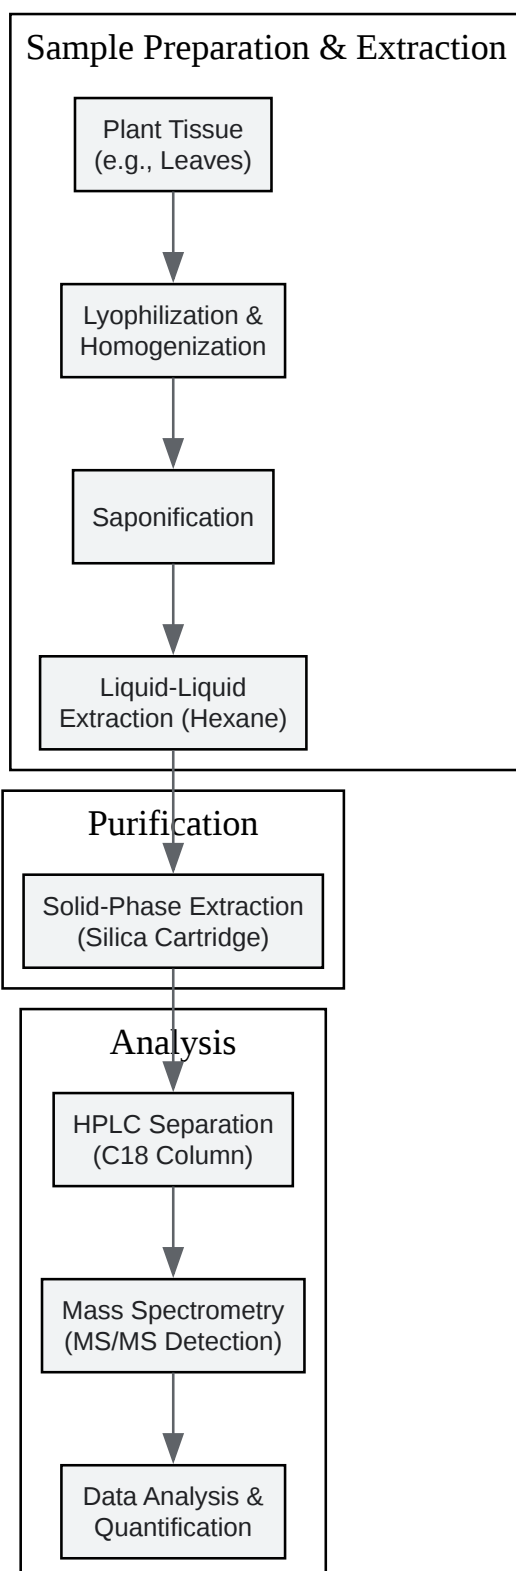 Sample Preparation & Extraction
Plant Tissue
(e.g., Leaves)
Lyophilization &
Homogenization
Saponification
Liquid-Liquid
Extraction (Hexane)
Purification
Solid-Phase Extraction
(Silica Cartridge)
Analysis
HPLC Separation
(C18 Column)
Mass Spectrometry
(MS/MS Detection)
Data Analysis &
Quantification